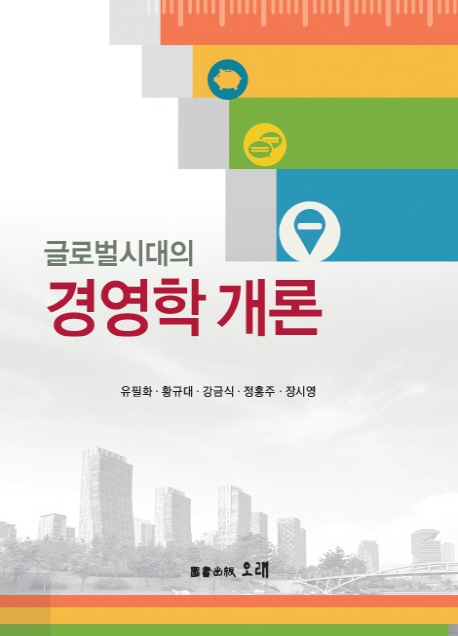 글로벌시대의
경영학 개론
유필화 · 황규대 · 강금식 · 정홍주 · 장시영
圖書出版 오래